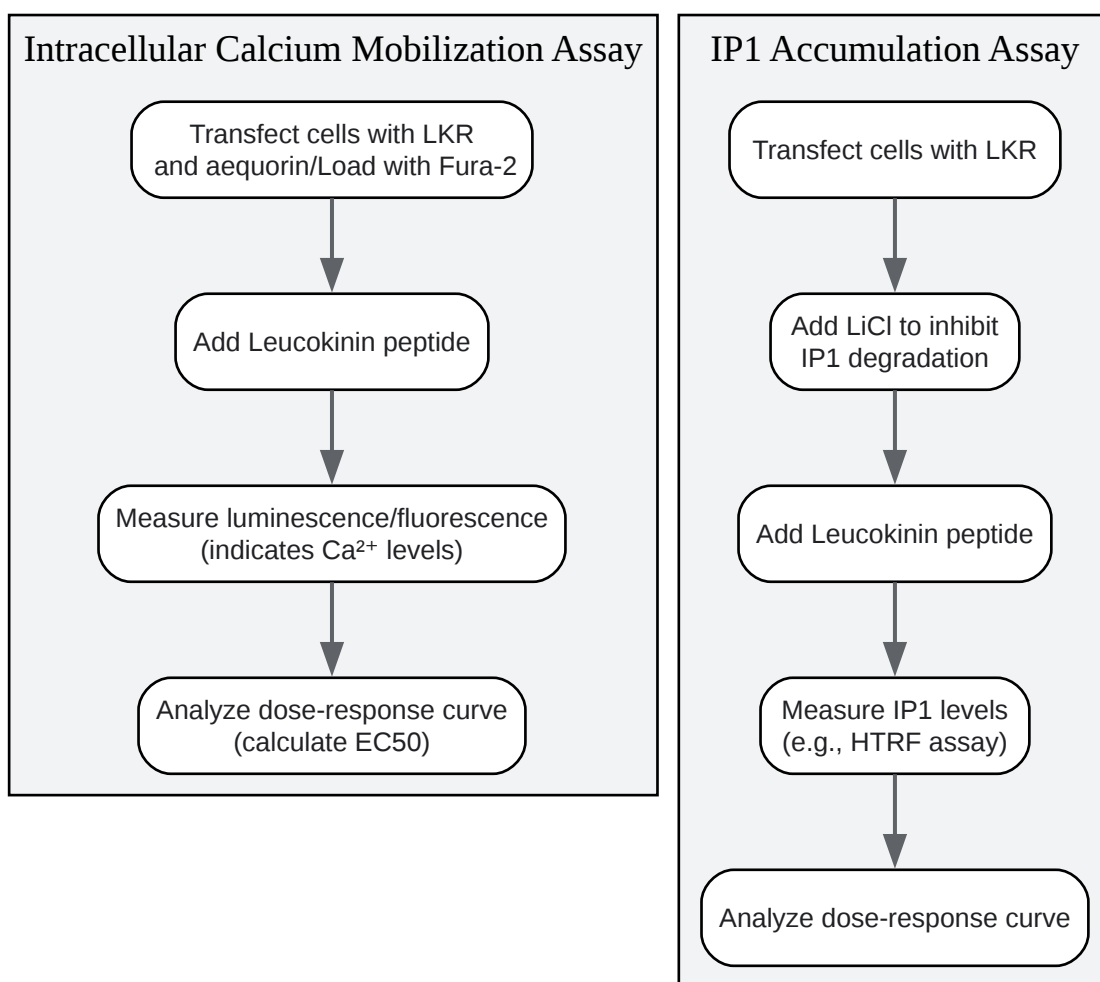 Intracellular Calcium Mobilization Assay
Transfect cells with LKR
and aequorin/Load with Fura-2
Add Leucokinin peptide
Measure luminescence/fluorescence
(indicates Ca²⁺ levels)
Analyze dose-response curve
(calculate EC50)
IP1 Accumulation Assay
Transfect cells with LKR
Add LiCl to inhibit
IP1 degradation
Add Leucokinin peptide
Measure IP1 levels
(e.g., HTRF assay)
Analyze dose-response curve